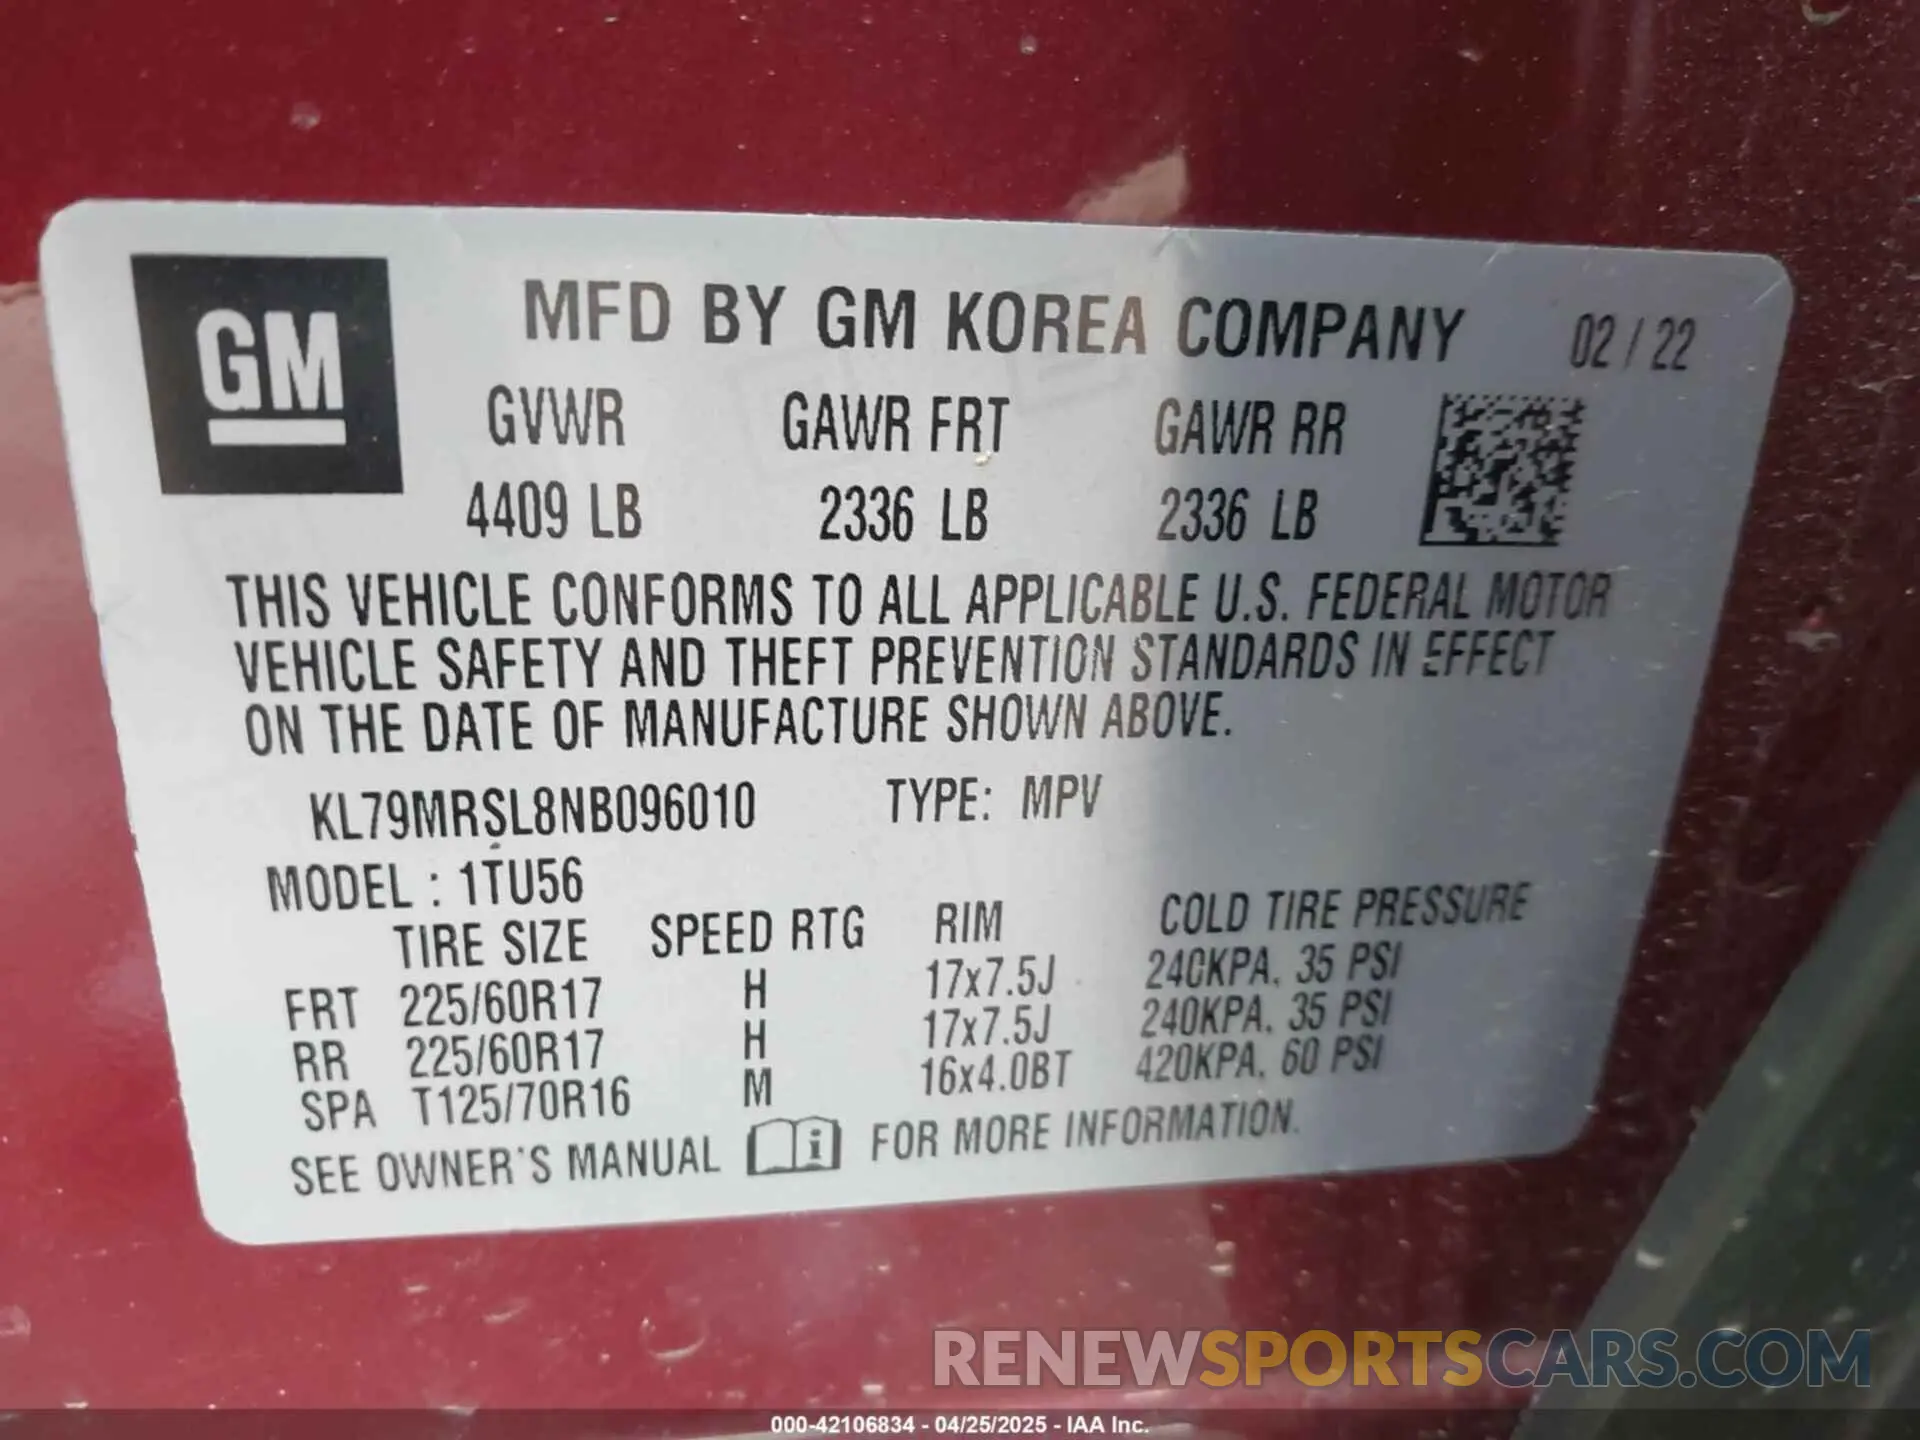 GM
MFD BY GM KOREA COMPANY 02 / 22
GVWR GAWR FRT GAWR RR
4409 LB 2336 LB 2336 LB
THIS VEHICLE CONFORMS TO ALL APPLICABLE U.S. FEDERAL MOTOR
VEHICLE SAFETY AND THEFT PREVENTION STANDARDS IN EFFECT
ON THE DATE OF MANUFACTURE SHOWN ABOVE.
KL79MRSL8NB096010 TYPE: MPV
MODEL : 1TU56
TIRE SIZE SPEED RTG RIM COLD TIRE PRESSURE
FRT 225/60R17 H 17x7.5J 240KPA, 35 PSI
RR 225/60R17 H 17x7.5J 240KPA, 35 PSI
SPA T125/70R16 M 16x4.0BT 420KPA, 60 PSI
SEE OWNER'S MANUAL i FOR MORE INFORMATION.
RENEWSPORTSCARS.COM
000-42106834 - 04/25/2025 - IAA Inc.